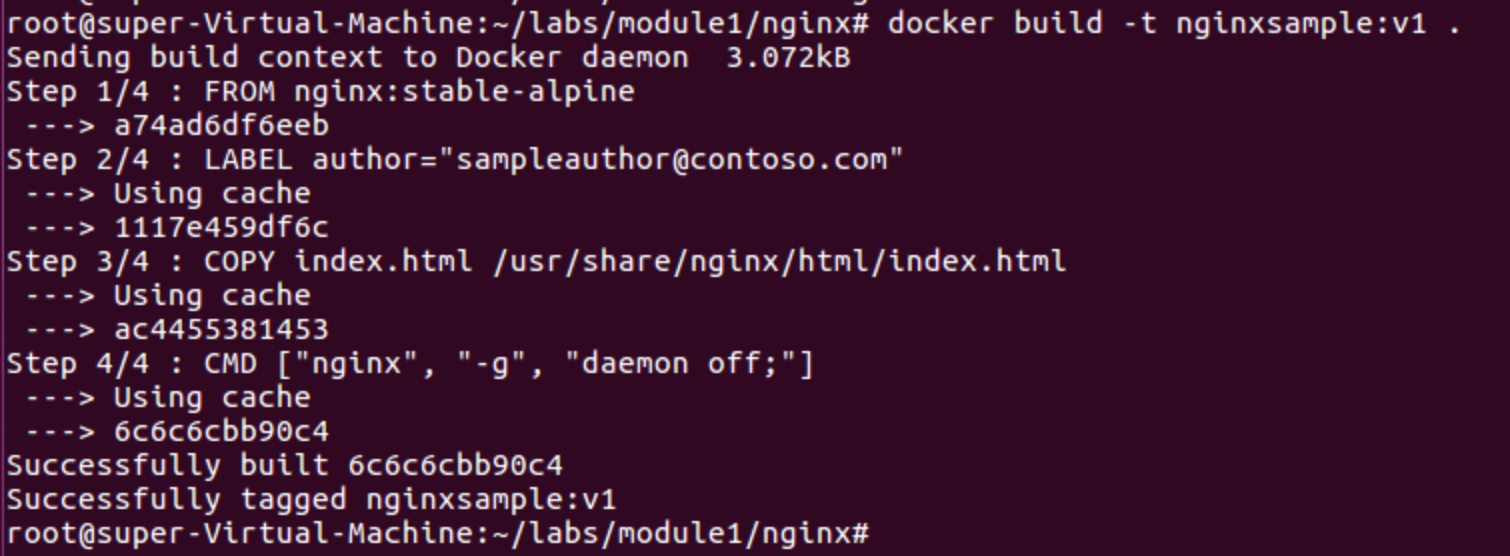 root@super-Virtual-Machine:~/labs/module1/nginx# docker build -t nginxsample:v1 .
Sending build context to Docker daemon  3.072kB
Step 1/4 : FROM nginx:stable-alpine
 ---> a74ad6df6eeb
Step 2/4 : LABEL author="sampleauthor@contoso.com"
 ---> Using cache
 ---> 1117e459df6c
Step 3/4 : COPY index.html /usr/share/nginx/html/index.html
 ---> Using cache
 ---> ac4455381453
Step 4/4 : CMD ["nginx", "-g", "daemon off;"]
 ---> Using cache
 ---> 6c6c6cbb90c4
Successfully built 6c6c6cbb90c4
Successfully tagged nginxsample:v1
root@super-Virtual-Machine:~/labs/module1/nginx#